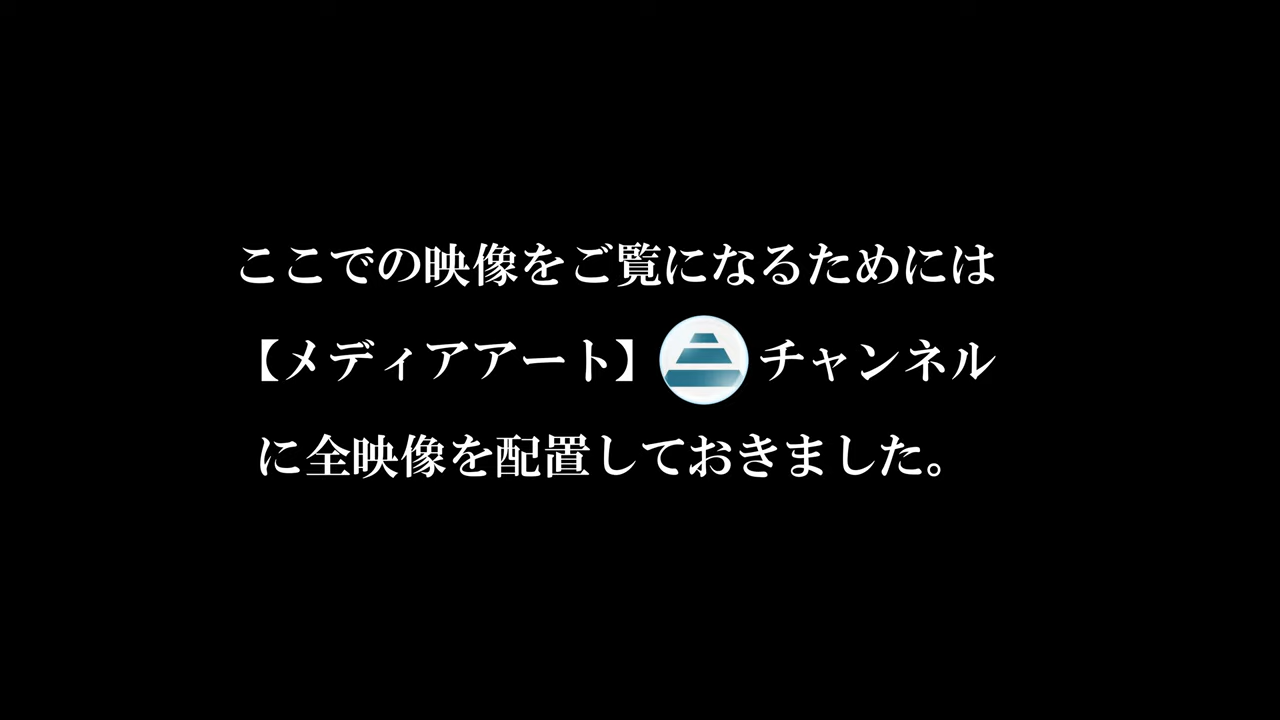 ここでの映像をご覧になるためには
【メディアアート】チャンネル
に全映像を配置しておきました。